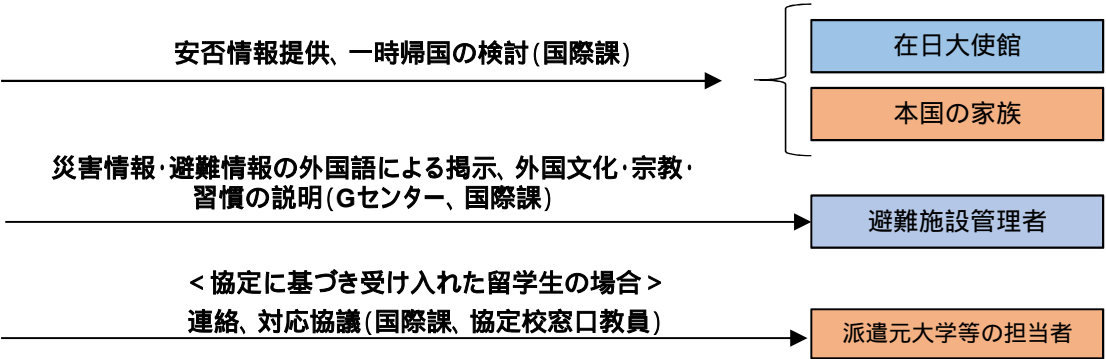 安否情報提供、一時帰国の検討(国際課)
在日大使館
本国の家族
災害情報・避難情報の外国語による掲示、外国文化・宗教・
習慣の説明(Gセンター、国際課)
避難施設管理者
<協定に基づき受け入れた留学生の場合>
連絡、対応協議(国際課、協定校窓口教員)
派遣元大学等の担当者